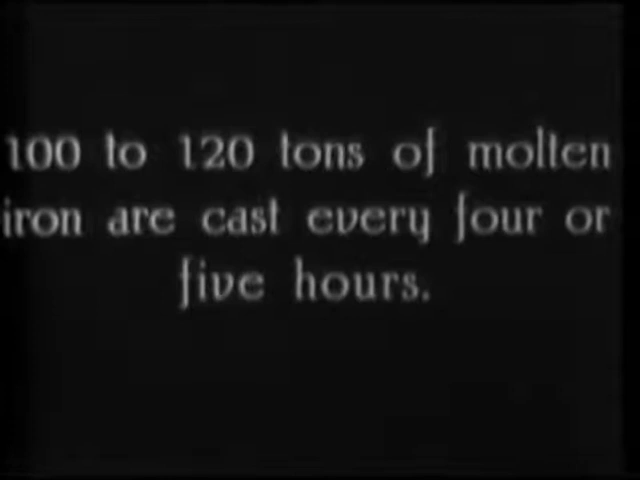 100 to 120 tons of molten
iron are cast every four or
five hours.